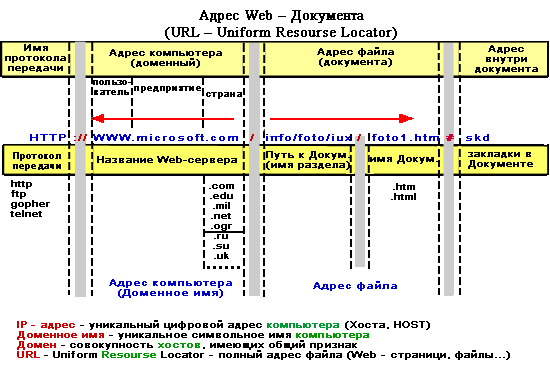 Адрес Web – Документа
(URL – Uniform Resourse Locator)
Имя протокола передачи
Адрес компьютера (доменный)
Адрес файла (документа)
Адрес внутри документа
пользо-ватель
предприятие
страна
HTTP :// WWW.microsoft.com / info/foto/iux / foto1.htm # skd
Протокол передачи
Название Web-сервера
Путь к Докум. (имя раздела)
имя Докум.
закладки в Документе
http
ftp
gopher
telnet
.com
.edu
.mil
.net
.ogr
.ru
.su
.uk
.htm
.html
Адрес компьютера
(Доменное имя)
Адрес файла
IP - адрес - уникальный цифровой адрес компьютера (Хоста, HOST)
Доменное имя - уникальное символьное имя компьютера
Домен - совокупность хостов, имеющих общий признак
URL - Uniform Resourse Locator - полный адрес файла (Web - страници, файлы...)